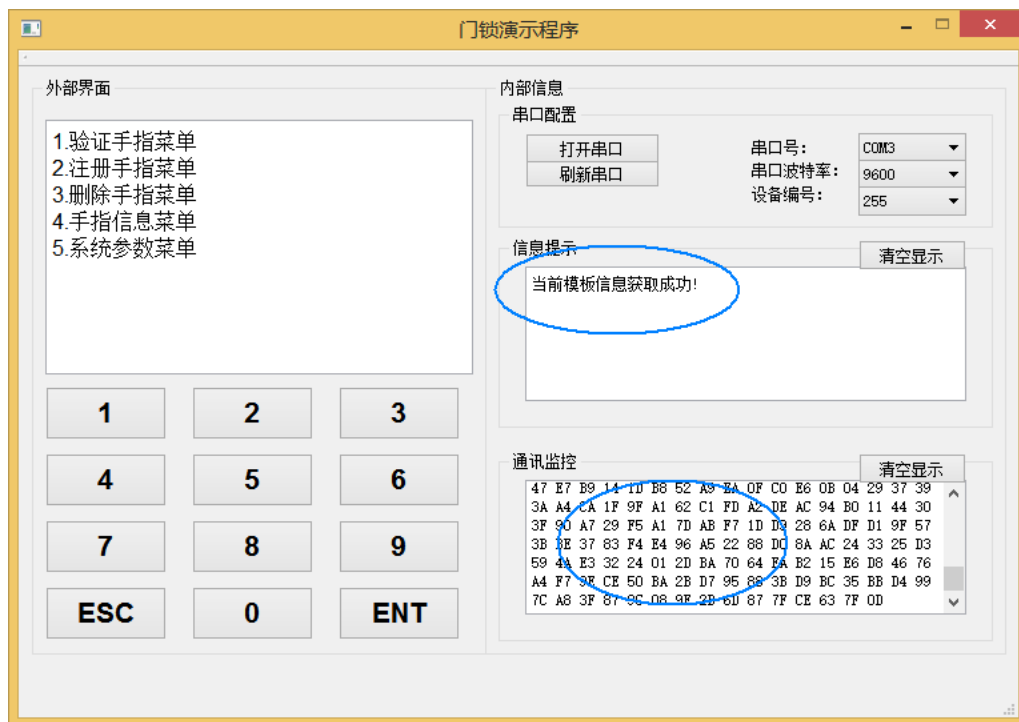 门锁演示程序
外部界面
1.验证手指菜单
2.注册手指菜单
3.删除手指菜单
4.手指信息菜单
5.系统参数菜单
1 2 3
4 5 6
7 8 9
ESC 0 ENT
内部信息
串口配置
打开串口
刷新串口
串口号: COM3
串口波特率: 9600
设备编号: 255
信息提示
清空显示
当前模板信息获取成功!
通讯监控
清空显示
47 E7 B9 14 1D B8 52 A9 EA 0F C0 E6 0B 04 29 37 39
3A A4 CA 1F 9F A1 62 C1 FD A2 DE AC 94 B0 11 44 30
3F 90 A7 29 F5 A1 7D AB F7 1D D9 28 6A DF D1 9F 57
3B BE 37 83 F4 E4 96 A5 22 88 DC 8A AC 24 33 25 D3
59 4A E3 32 24 01 2D BA 70 64 EA B2 15 E6 D8 46 76
A4 F7 9E CE 50 BA 2B D7 95 88 3B D9 BC 35 BB D4 99
7C A8 3F 87 9C 08 9E 2B 6D 87 7F CE 63 7F 0D